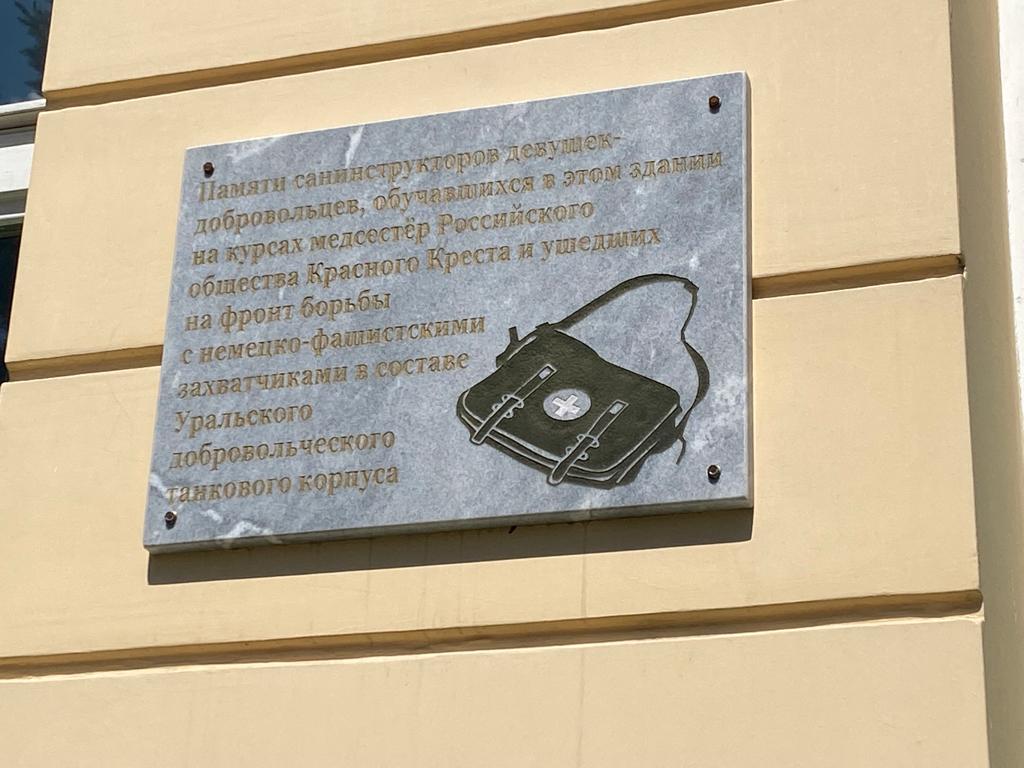 Памяти санинструкторов девушек-
добровольцев, обучавшихся в этом здании
на курсах медсестёр Российского
общества Красного Креста и ушедших
на фронт борьбы
с немецко-фашистскими
захватчиками в составе
Уральского
добровольческого
танкового корпуса